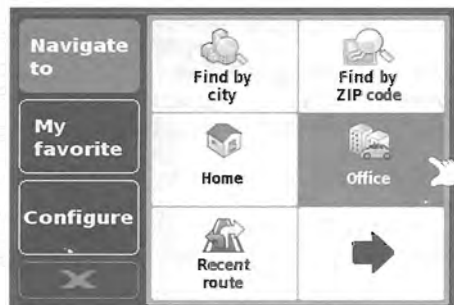 Navigate
to
My
favorite
Configure
Find by
city
Find by
ZIP code
Home
Office
Recent
route